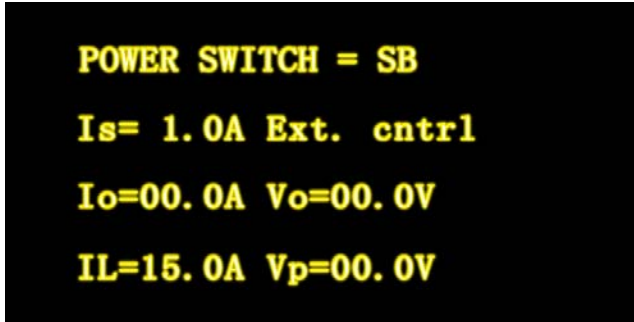 POWER SWITCH = SB
Is= 1.0A Ext. cntrl
Io=00.0A Vo=00.0V
IL=15.0A Vp=00.0V